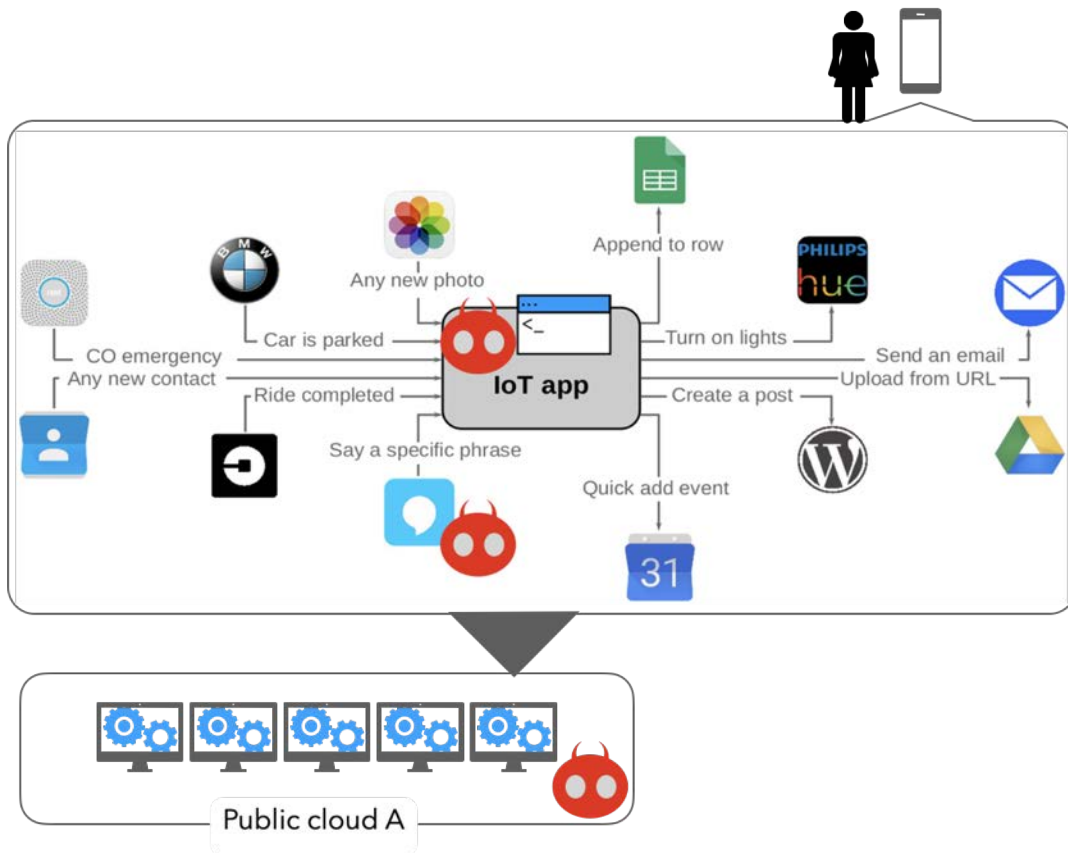 Append to row
BMW
Any new photo
PHILIPS
hue
Car is parked
<_
Turn on lights
CO emergency
Send an email
Any new contact
IoT app
Upload from URL
Ride completed
Create a post
Say a specific phrase
W
Quick add event
31
Public cloud A